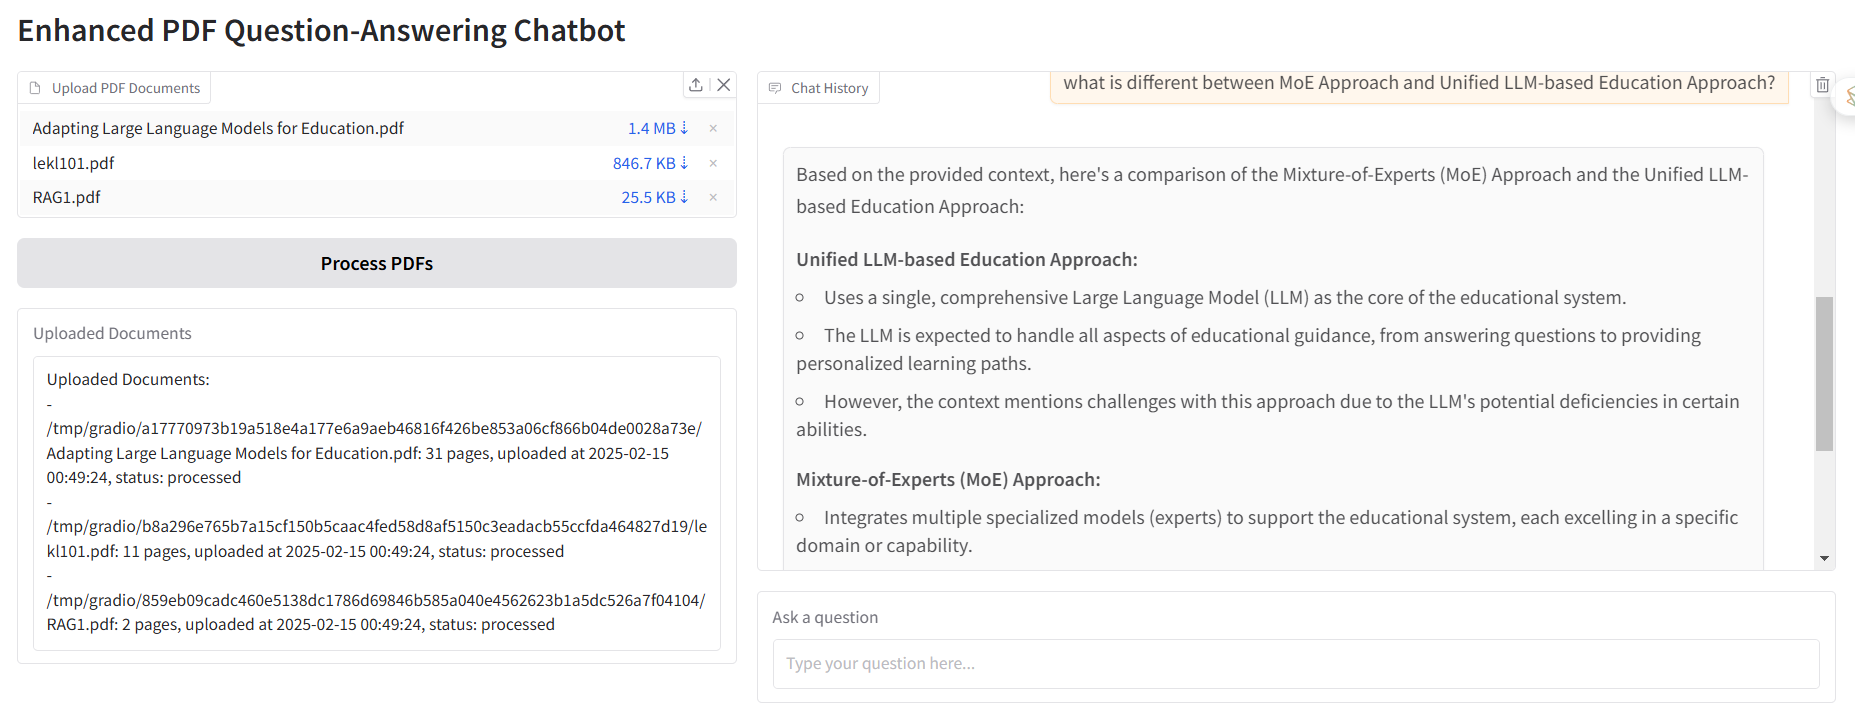 Enhanced PDF Question-Answering Chatbot
Upload PDF Documents
Adapting Large Language Models for Education.pdf 1.4 MB ⇣ ×
lekl101.pdf 846.7 KB ⇣ ×
RAG1.pdf 25.5 KB ⇣ ×
Process PDFs
Uploaded Documents
Uploaded Documents:
-
/tmp/gradio/a17770973b19a518e4a177e6a9aeb46816f426be853a06cf866b04de0028a73e/
Adapting Large Language Models for Education.pdf: 31 pages, uploaded at 2025-02-15
00:49:24, status: processed
-
/tmp/gradio/b8a296e765b7a15cf150b5caac4fed58d8af5150c3eadacb55ccfda464827d19/le
kl101.pdf: 11 pages, uploaded at 2025-02-15 00:49:24, status: processed
-
/tmp/gradio/859eb09cadc460e5138dc1786d69846b585a040e4562623b1a5dc526a7f04104/
RAG1.pdf: 2 pages, uploaded at 2025-02-15 00:49:24, status: processed
Chat History
what is different between MoE Approach and Unified LLM-based Education Approach?
Based on the provided context, here's a comparison of the Mixture-of-Experts (MoE) Approach and the Unified LLM-
based Education Approach:
Unified LLM-based Education Approach:
◦ Uses a single, comprehensive Large Language Model (LLM) as the core of the educational system.
◦ The LLM is expected to handle all aspects of educational guidance, from answering questions to providing
personalized learning paths.
◦ However, the context mentions challenges with this approach due to the LLM's potential deficiencies in certain
abilities.
Mixture-of-Experts (MoE) Approach:
◦ Integrates multiple specialized models (experts) to support the educational system, each excelling in a specific
domain or capability.
Ask a question
Type your question here...